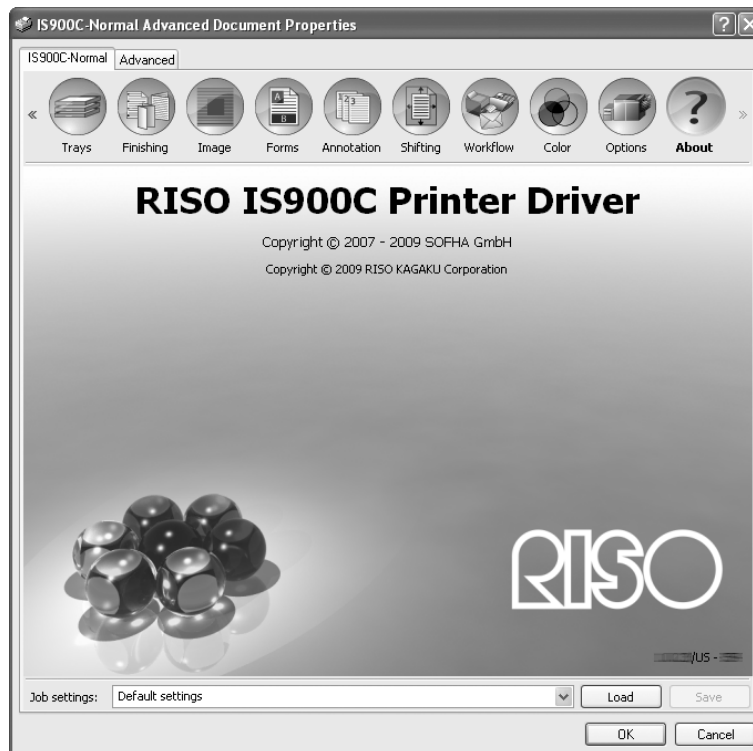 IS900C-Normal Advanced Document Properties
IS900C-Normal Advanced
« Trays Finishing Image Forms Annotation Shifting Workflow Color Options About »
RISO IS900C Printer Driver
Copyright © 2007 - 2009 SOFHA GmbH
Copyright © 2009 RISO KAGAKU Corporation
RISO
/US -
Job settings: Default settings Load Save
OK Cancel